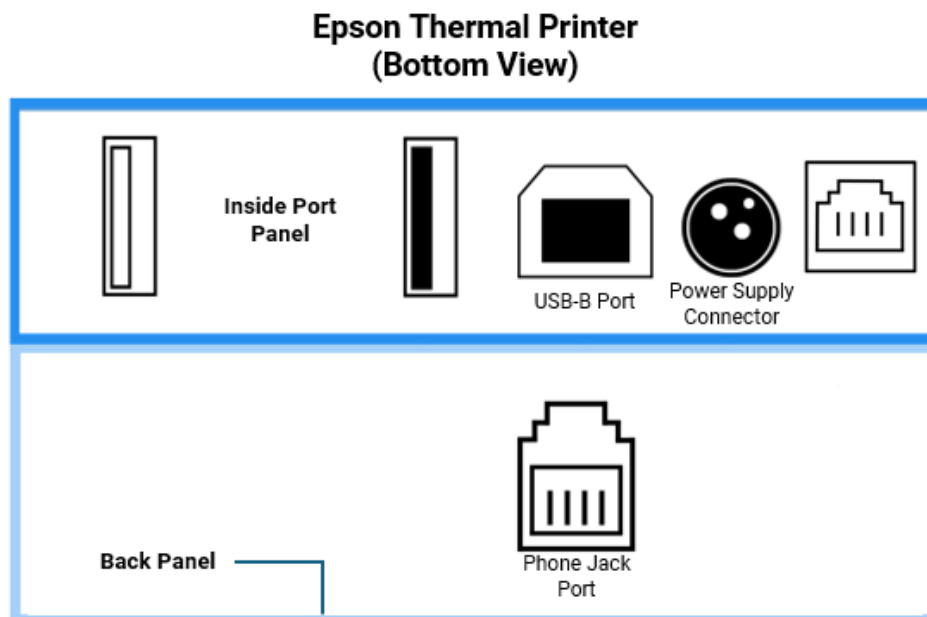 Epson Thermal Printer
(Bottom View)
Inside Port
Panel
USB-B Port
Power Supply
Connector
Phone Jack
Port
Back Panel